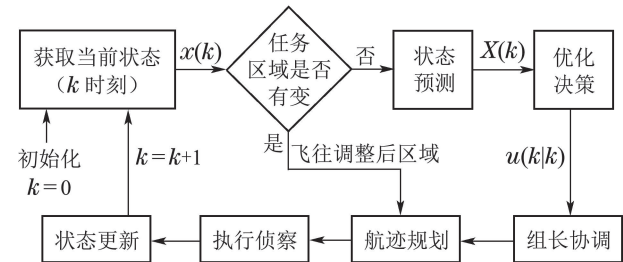 获取当前状态
（k 时刻）
x(k)
任务
区域是否
有变
否
状态
预测
X(k)
优化
决策
初始化
k=0
k=k+1
是
飞往调整后区域
u(k|k)
状态更新
执行侦察
航迹规划
组长协调